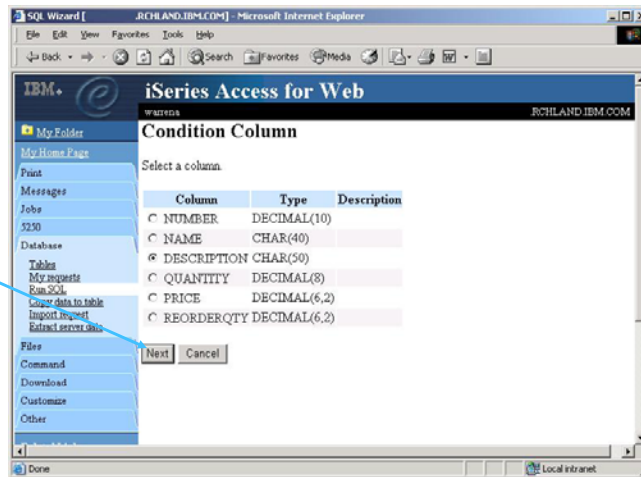 SQL Wizard [ .RCHLAND.IBM.COM] - Microsoft Internet Explorer
File Edit View Favorites Tools Help
Back Search Favorites Media
IBM
iSeries Access for Web
warrena .RCHLAND.IBM.COM
My Folder
My Home Page
Print
Messages
Jobs
5250
Database
Tables
My requests
Run SQL
Copy data to table
Import request
Extract server data
Files
Command
Download
Customize
Other
Condition Column
Select a column.
Column Type Description
NUMBER DECIMAL(10)
NAME CHAR(40)
DESCRIPTION CHAR(50)
QUANTITY DECIMAL(8)
PRICE DECIMAL(6,2)
REORDERQTY DECIMAL(6,2)
Next Cancel
Done Local intranet